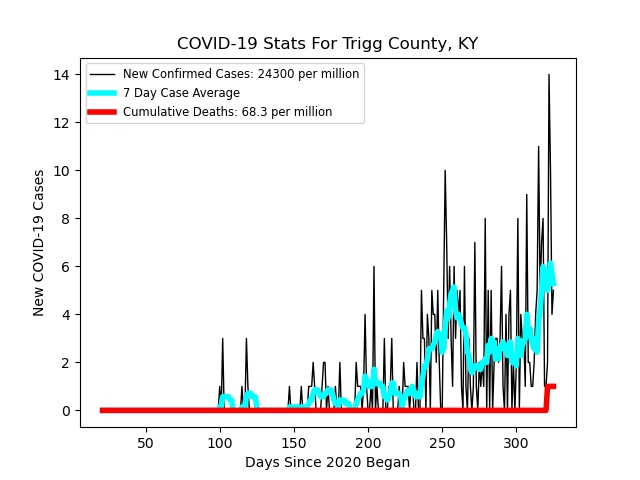 COVID-19 Stats For Trigg County, KY
New Confirmed Cases: 24300 per million
7 Day Case Average
Cumulative Deaths: 68.3 per million
New COVID-19 Cases
14
12
10
8
6
4
2
0
50 100 150 200 250 300
Days Since 2020 Began